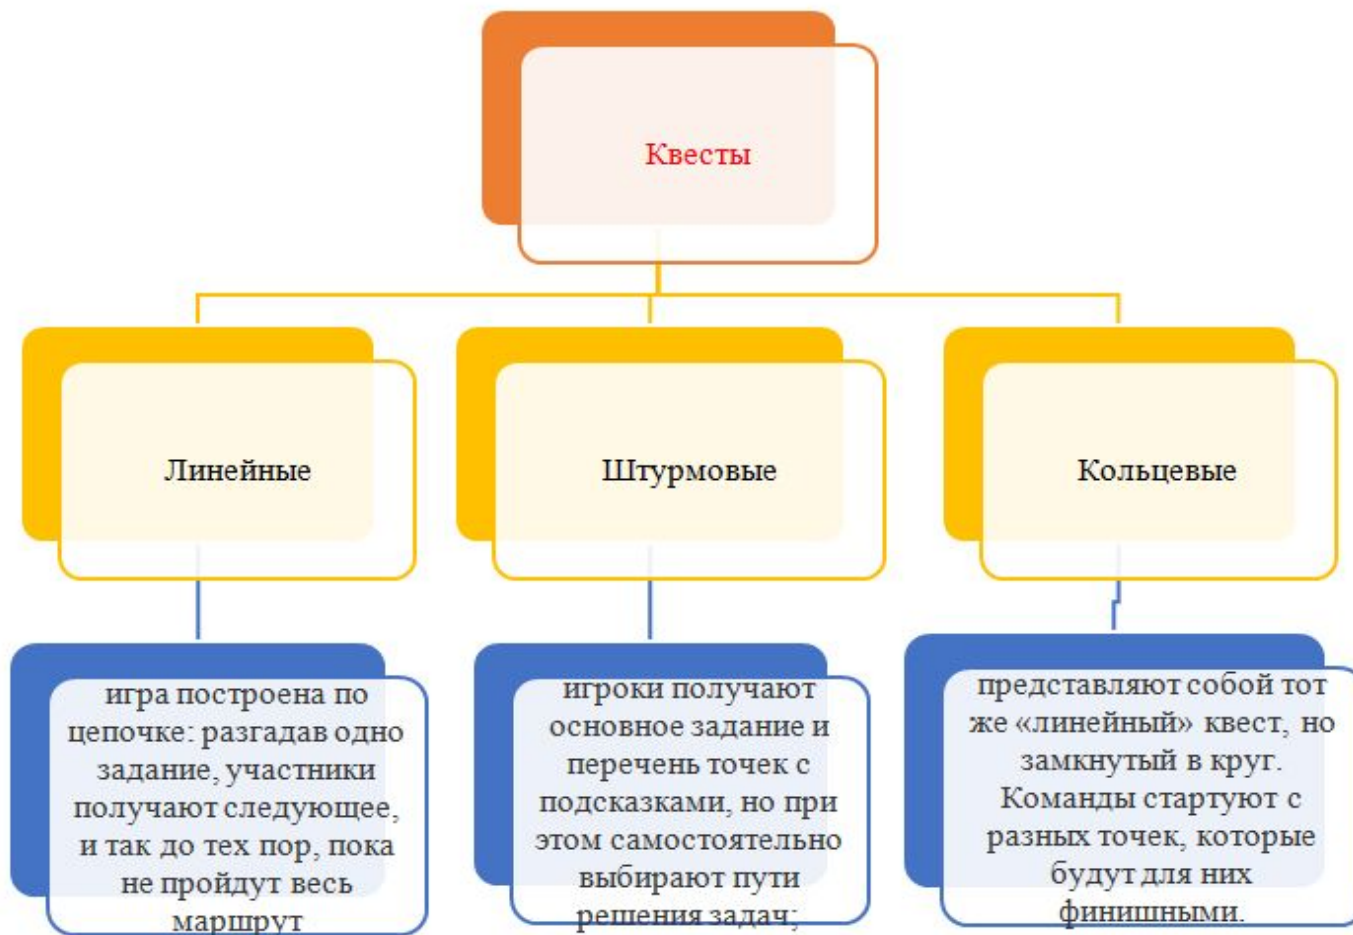 Квесты
Линейные
Штурмовые
Кольцевые
игра построена по
цепочке: разгадав одно
задание, участники
получают следующее,
и так до тех пор, пока
не пройдут весь
маршрут
игроки получают
основное задание и
перечень точек с
подсказками, но при
этом самостоятельно
выбирают пути
решения задач;
представляют собой тот
же «линейный» квест, но
замкнутый в круг.
Команды стартуют с
разных точек, которые
будут для них
финишными.